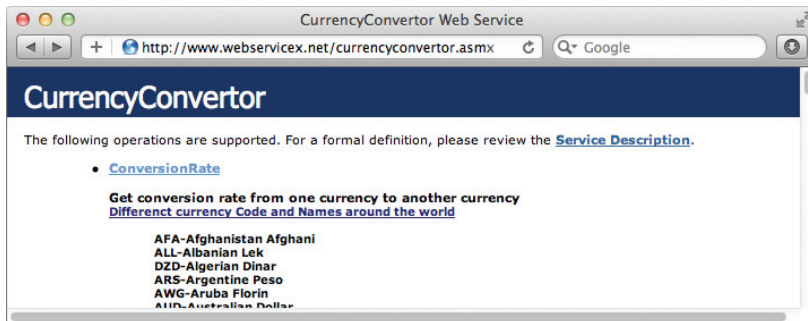 CurrencyConvertor Web Service
+ http://www.webservicex.net/currencyconvertor.asmx Google
CurrencyConvertor
The following operations are supported. For a formal definition, please review the Service Description.
• ConversionRate
Get conversion rate from one currency to another currency
Differenct currency Code and Names around the world
AFA-Afghanistan Afghani
ALL-Albanian Lek
DZD-Algerian Dinar
ARS-Argentine Peso
AWG-Aruba Florin
AUD-Australian Dollar